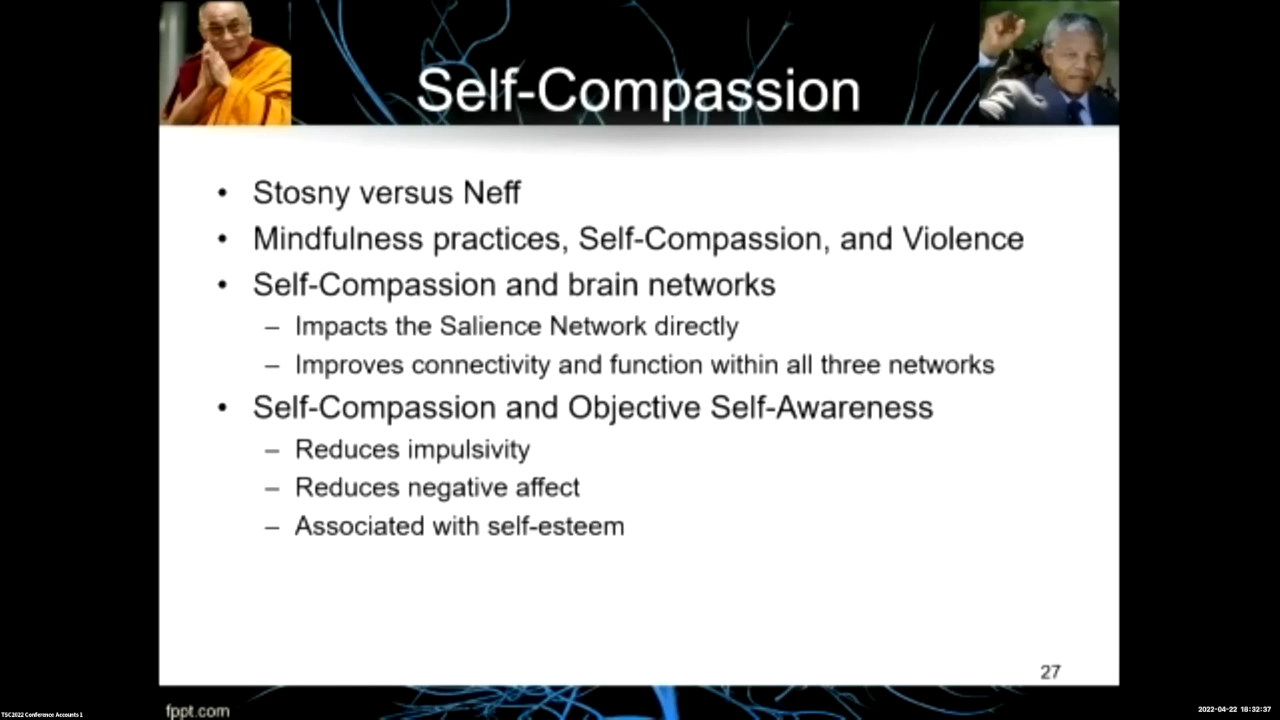 Self-Compassion
• Stosny versus Neff
• Mindfulness practices, Self-Compassion, and Violence
• Self-Compassion and brain networks
– Impacts the Salience Network directly
– Improves connectivity and function within all three networks
• Self-Compassion and Objective Self-Awareness
– Reduces impulsivity
– Reduces negative affect
– Associated with self-esteem
27
fppt.com
TSC2022 Conference Accounts 1
2022-04-22 18:32:37